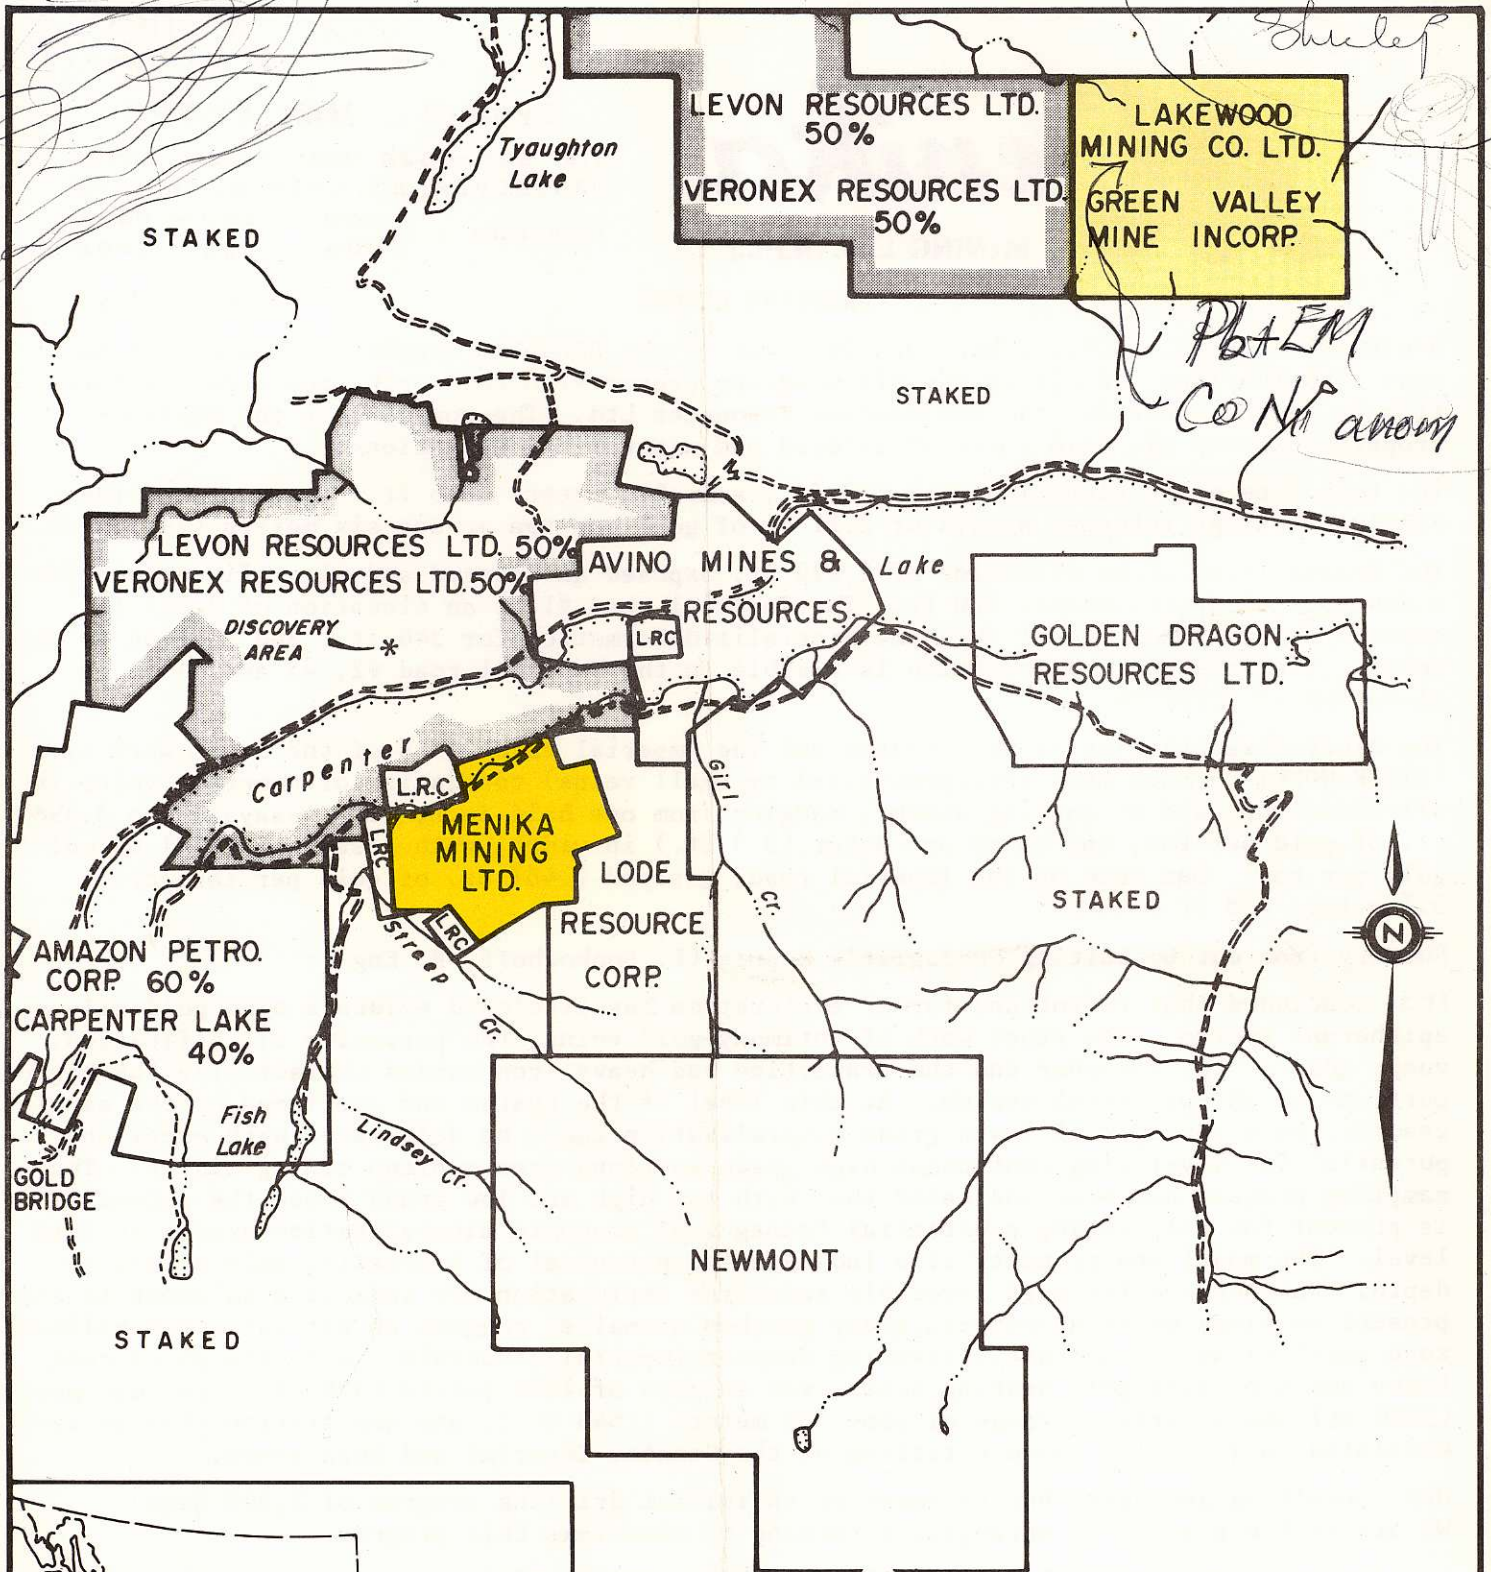 Tyaughton
Lake
LEVON RESOURCES LTD.
50%
VERONEX RESOURCES LTD.
50%
LAKEWOOD
MINING CO. LTD.
GREEN VALLEY
MINE INCORP.
STAKED
Pb+EM
Co Ni anom
STAKED
LEVON RESOURCES LTD. 50%
VERONEX RESOURCES LTD. 50%
DISCOVERY
AREA
*
AVINO MINES &
RESOURCES
LRC
Lake
GOLDEN DRAGON
RESOURCES LTD.
Carpenter
L.R.C
LRC
MENIKA
MINING
LTD.
LRC
Girl
Cr.
LODE
RESOURCE
CORP.
STAKED
N
Streep
Cr.
AMAZON PETRO.
CORP. 60%
CARPENTER LAKE
40%
Fish
Lake
Lindsey Cr.
GOLD
BRIDGE
NEWMONT
STAKED